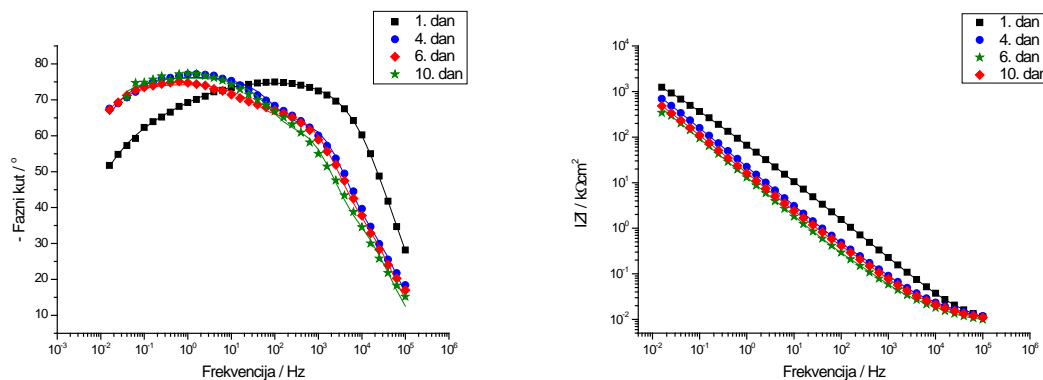 1. dan
4. dan
6. dan
10. dan
80
70
60
50
40
30
20
10
- Fazni kut / °
10⁻³ 10⁻² 10⁻¹ 10⁰ 10¹ 10² 10³ 10⁴ 10⁵ 10⁶
Frekvencija / Hz
1. dan
4. dan
6. dan
10. dan
10⁴
10³
10²
10¹
10⁰
10⁻¹
10⁻²
IZI / kΩcm²
10⁻² 10⁻¹ 10⁰ 10¹ 10² 10³ 10⁴ 10⁵ 10⁶
Frekvencija / Hz